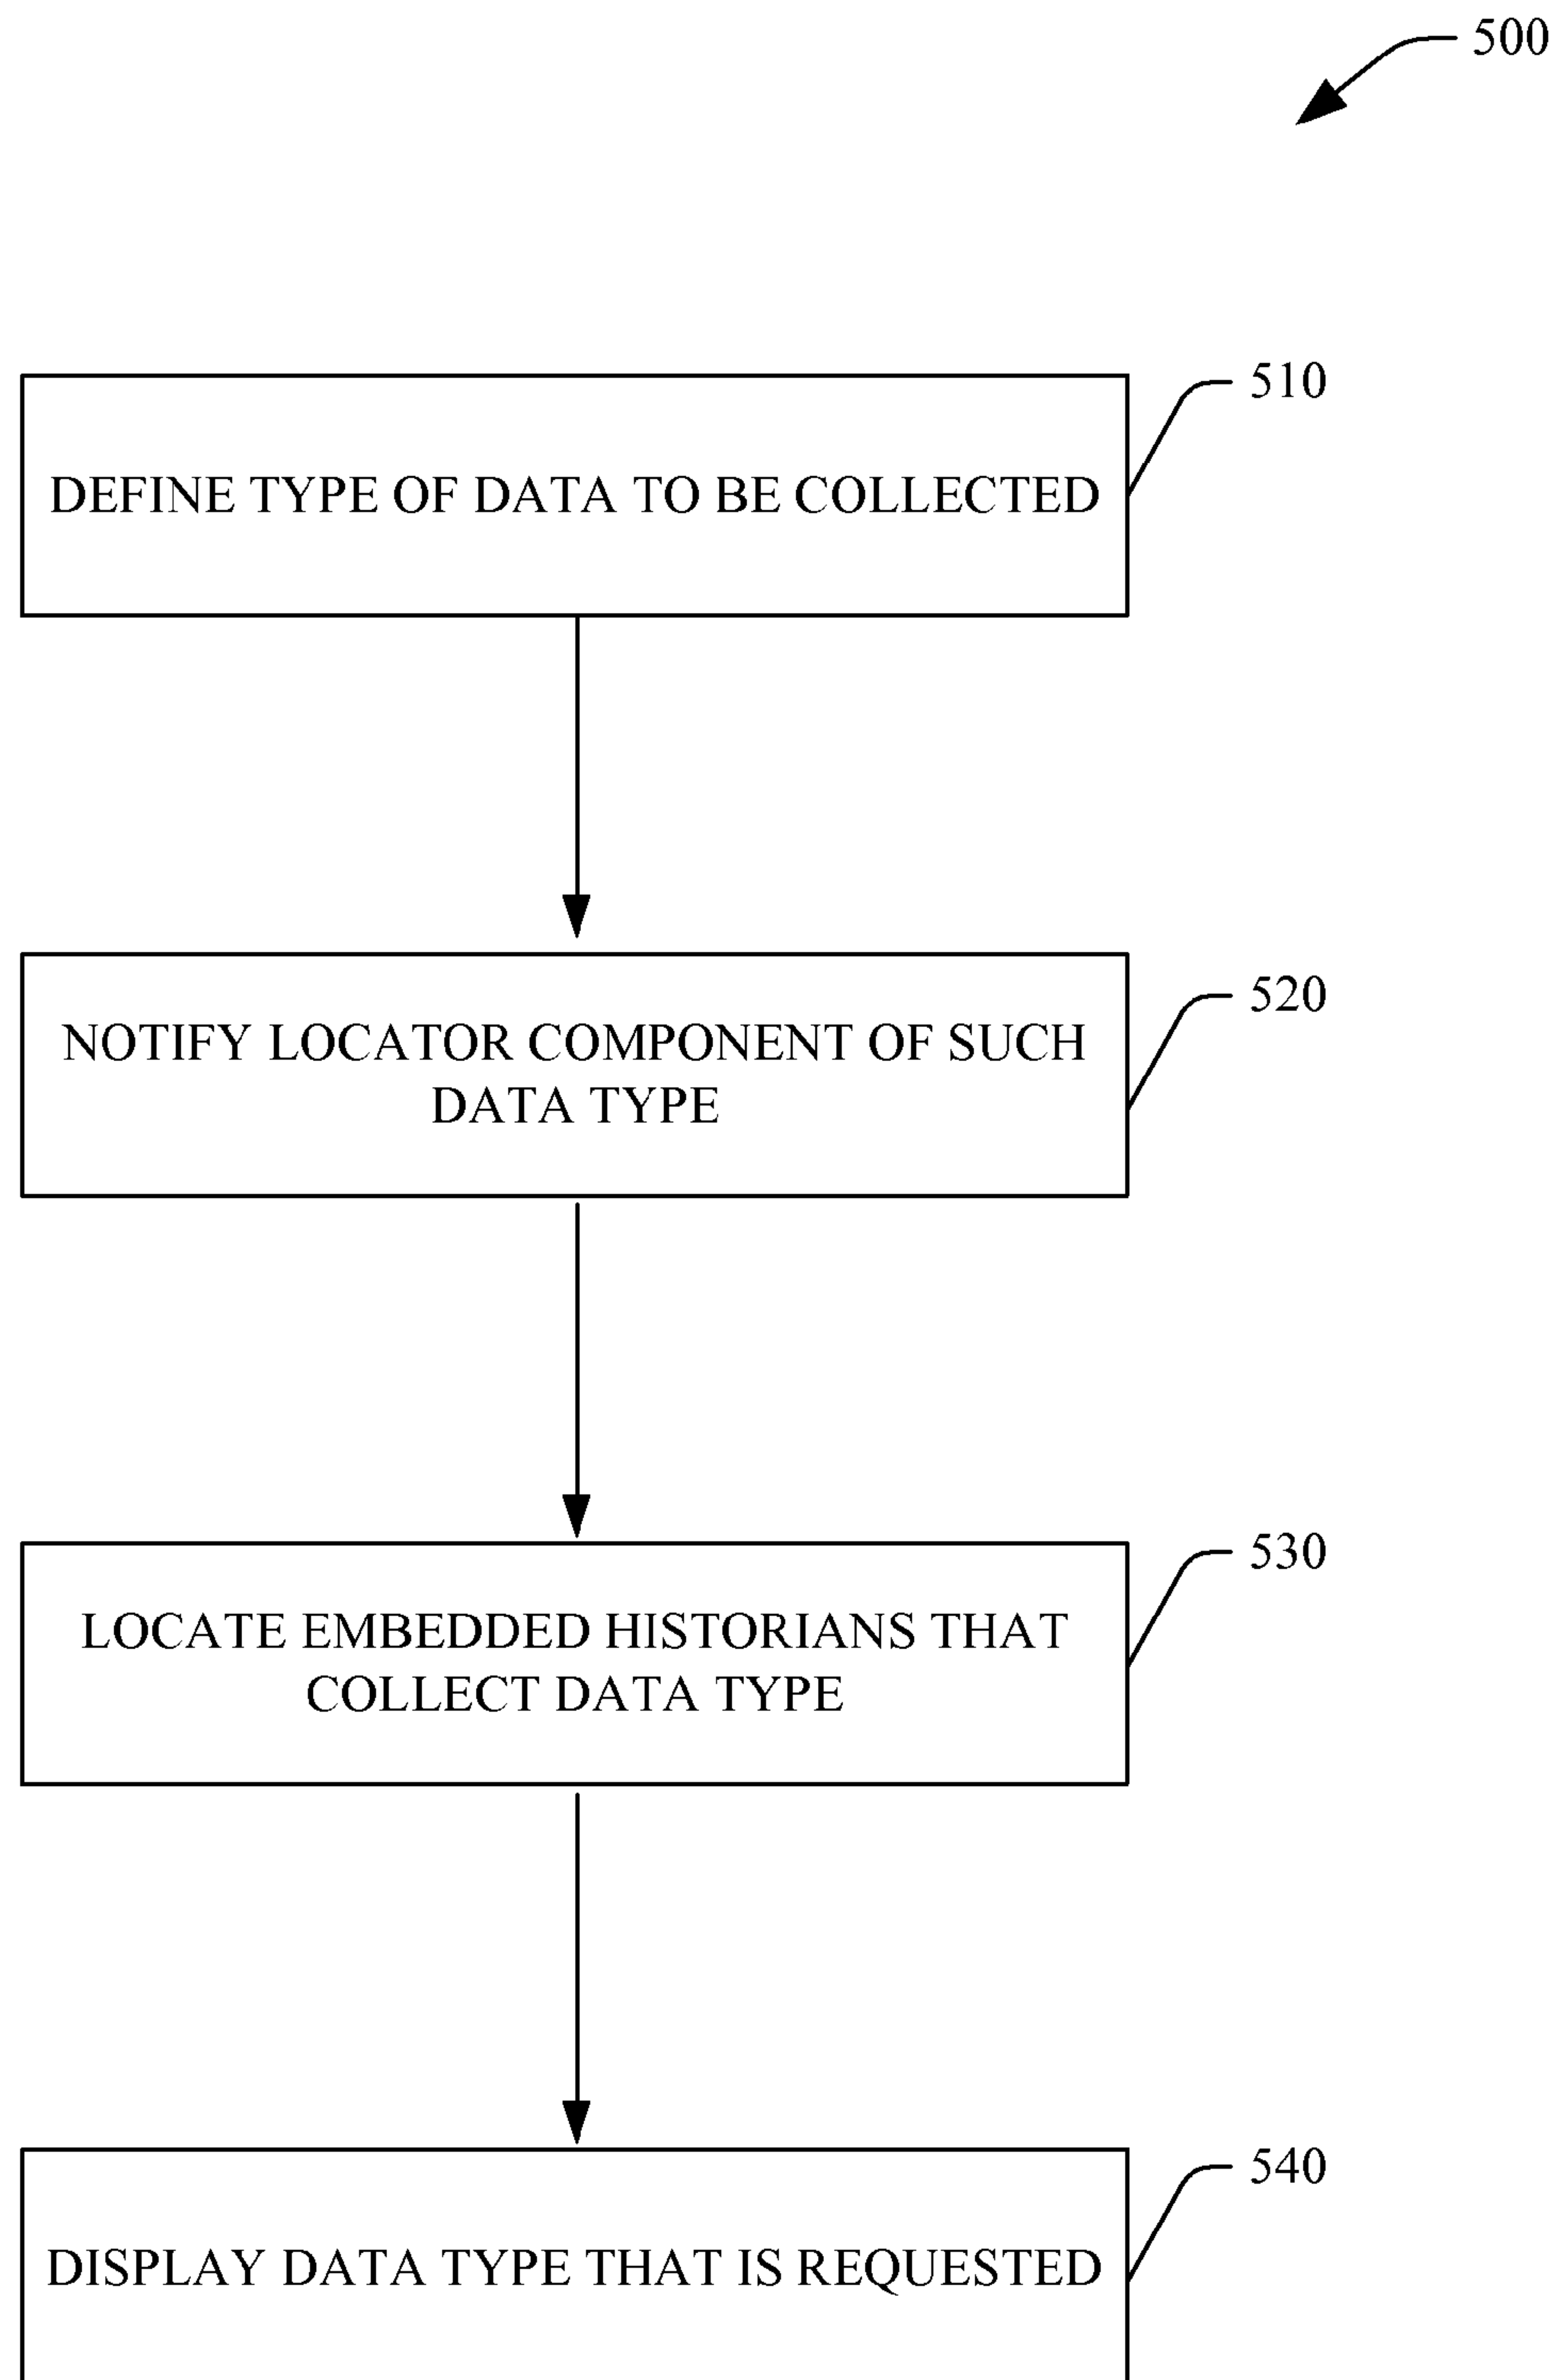 500
510
DEFINE TYPE OF DATA TO BE COLLECTED
520
NOTIFY LOCATOR COMPONENT OF SUCH
DATA TYPE
530
LOCATE EMBEDDED HISTORIANS THAT
COLLECT DATA TYPE
540
DISPLAY DATA TYPE THAT IS REQUESTED